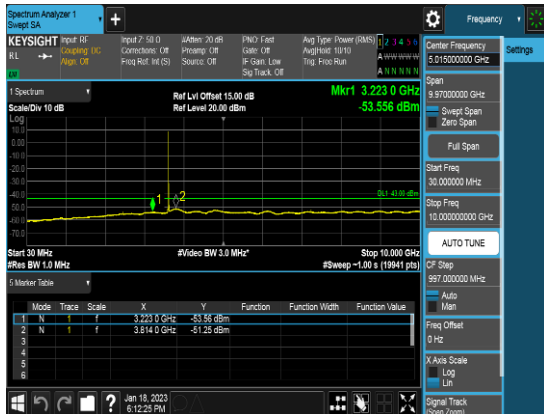 Spectrum Analyzer 1
Swept SA
+
Frequency
KEYSIGHT
RL
Input: RF
Coupling: DC
Align: Off
Input Z: 50 Ω
Corrections: Off
Freq Ref: Int (S)
#Atten: 20 dB
Preamp: Off
Source: Off
PNO: Fast
Gate: Off
IF Gain: Low
Sig Track: Off
Avg Type: Power (RMS)
Avg|Hold: 10/10
Trig: Free Run
1 2 3 4 5 6
A W W W W W
A N N N N N
1 Spectrum
Scale/Div 10 dB
Ref Lvl Offset 15.00 dB
Ref Level 20.00 dBm
Mkr1 3.223 0 GHz
-53.556 dBm
Log
10.0
0.00
-10.0
-20.0
-30.0
-40.0
-50.0
-60.0
-70.0
DL1 -43.00 dBm
1
2
Start 30 MHz
#Res BW 1.0 MHz
#Video BW 3.0 MHz*
Stop 10.000 GHz
#Sweep ~1.00 s (19941 pts)
5 Marker Table
Mode Trace Scale X Y Function Function Width Function Value
1 N 1 f 3.223 0 GHz -53.56 dBm
2 N 1 f 3.814 0 GHz -51.25 dBm
3
4
5
6
Jan 18, 2023
6:12:25 PM
Center Frequency
5.015000000 GHz
Settings
Span
9.97000000 GHz
Swept Span
Zero Span
Full Span
Start Freq
30.000000 MHz
Stop Freq
10.000000000 GHz
AUTO TUNE
CF Step
997.000000 MHz
Auto
Man
Freq Offset
0 Hz
X Axis Scale
Log
Lin
Signal Track
(Span Zoom)